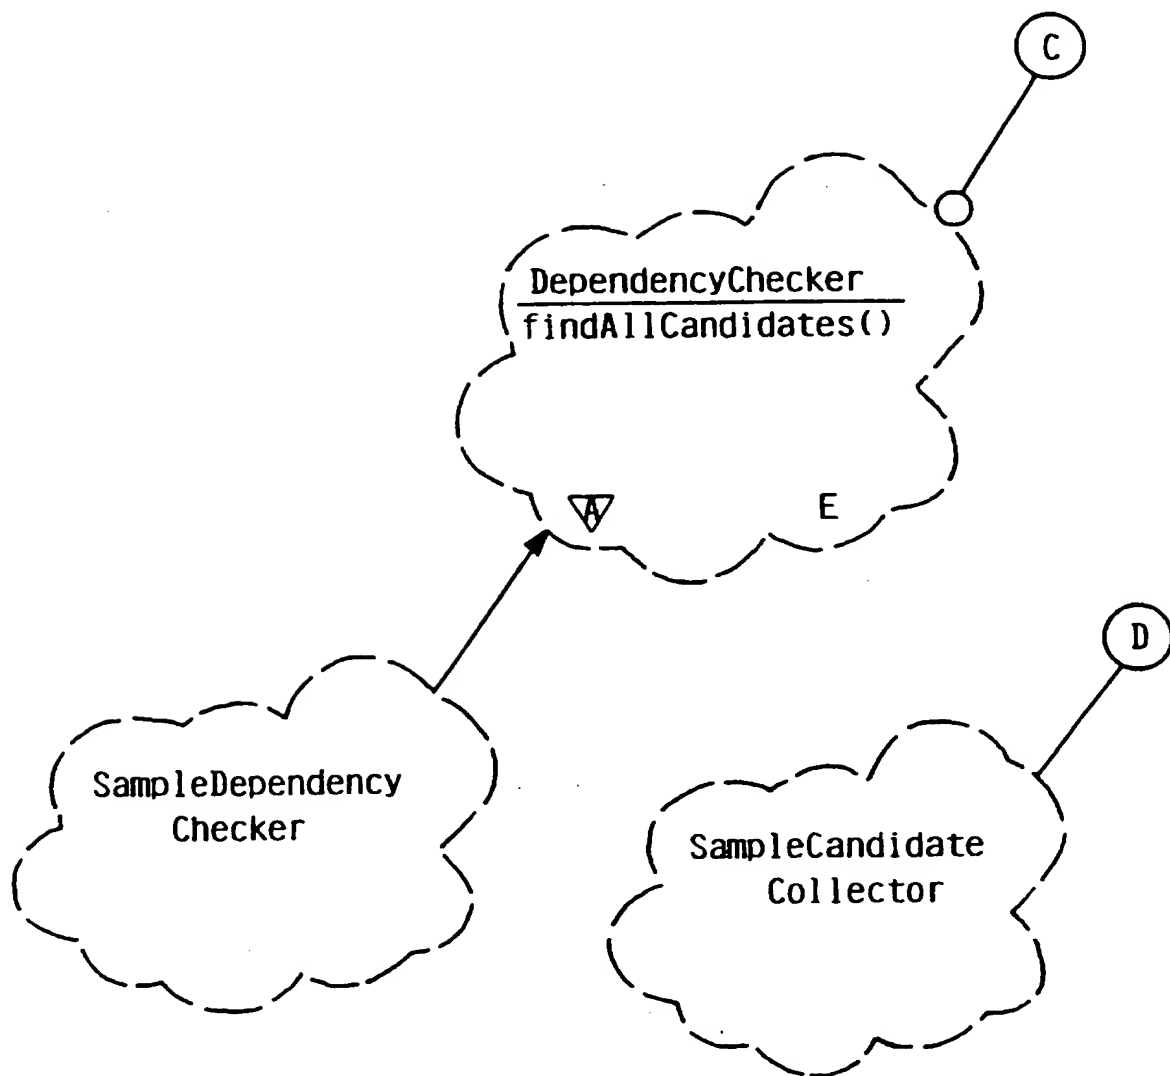 C
DependencyChecker
findAllCandidates()
A
E
D
SampleDependency
Checker
SampleCandidate
Collector